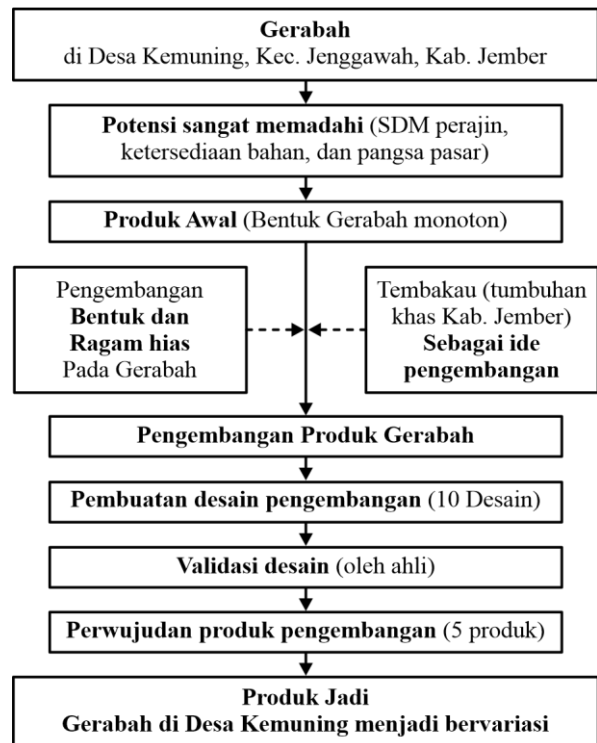 Gerabah
di Desa Kemuning, Kec. Jenggawah, Kab. Jember
Potensi sangat memadahi (SDM perajin,
ketersediaan bahan, dan pangsa pasar)
Produk Awal (Bentuk Gerabah monoton)
Pengembangan
Bentuk dan
Ragam hias
Pada Gerabah
Tembakau (tumbuhan
khas Kab. Jember)
Sebagai ide
pengembangan
Pengembangan Produk Gerabah
Pembuatan desain pengembangan (10 Desain)
Validasi desain (oleh ahli)
Perwujudan produk pengembangan (5 produk)
Produk Jadi
Gerabah di Desa Kemuning menjadi bervariasi